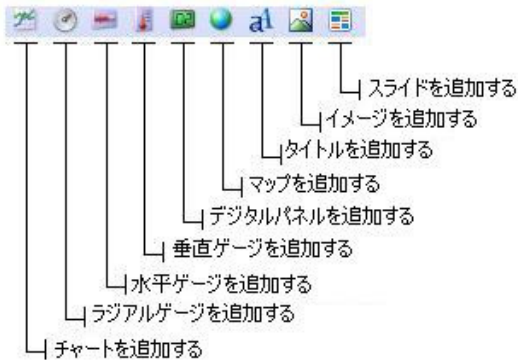 スライドを追加する
イメージを追加する
タイトルを追加する
マップを追加する
デジタルパネルを追加する
垂直ゲージを追加する
水平ゲージを追加する
ラジアルゲージを追加する
チャートを追加する